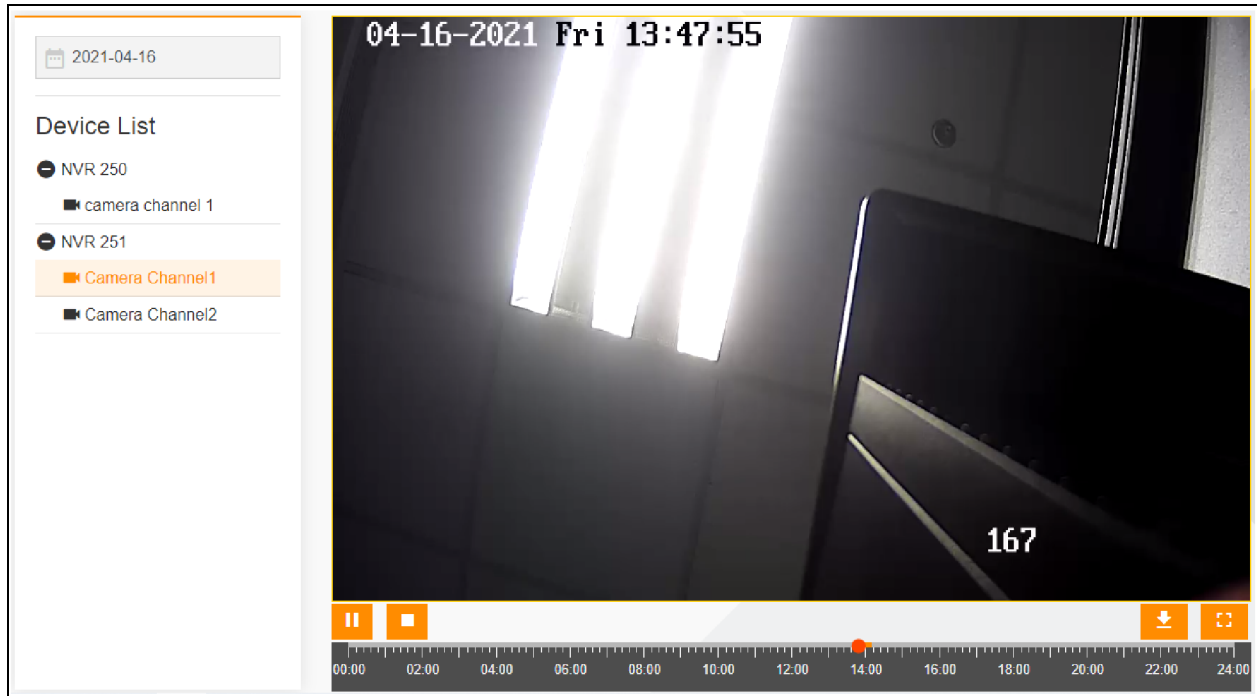 2021-04-16
Device List
NVR 250
camera channel 1
NVR 251
Camera Channel1
Camera Channel2
04-16-2021 Fri 13:47:55
167
00:00 02:00 04:00 06:00 08:00 10:00 12:00 14:00 16:00 18:00 20:00 22:00 24:00